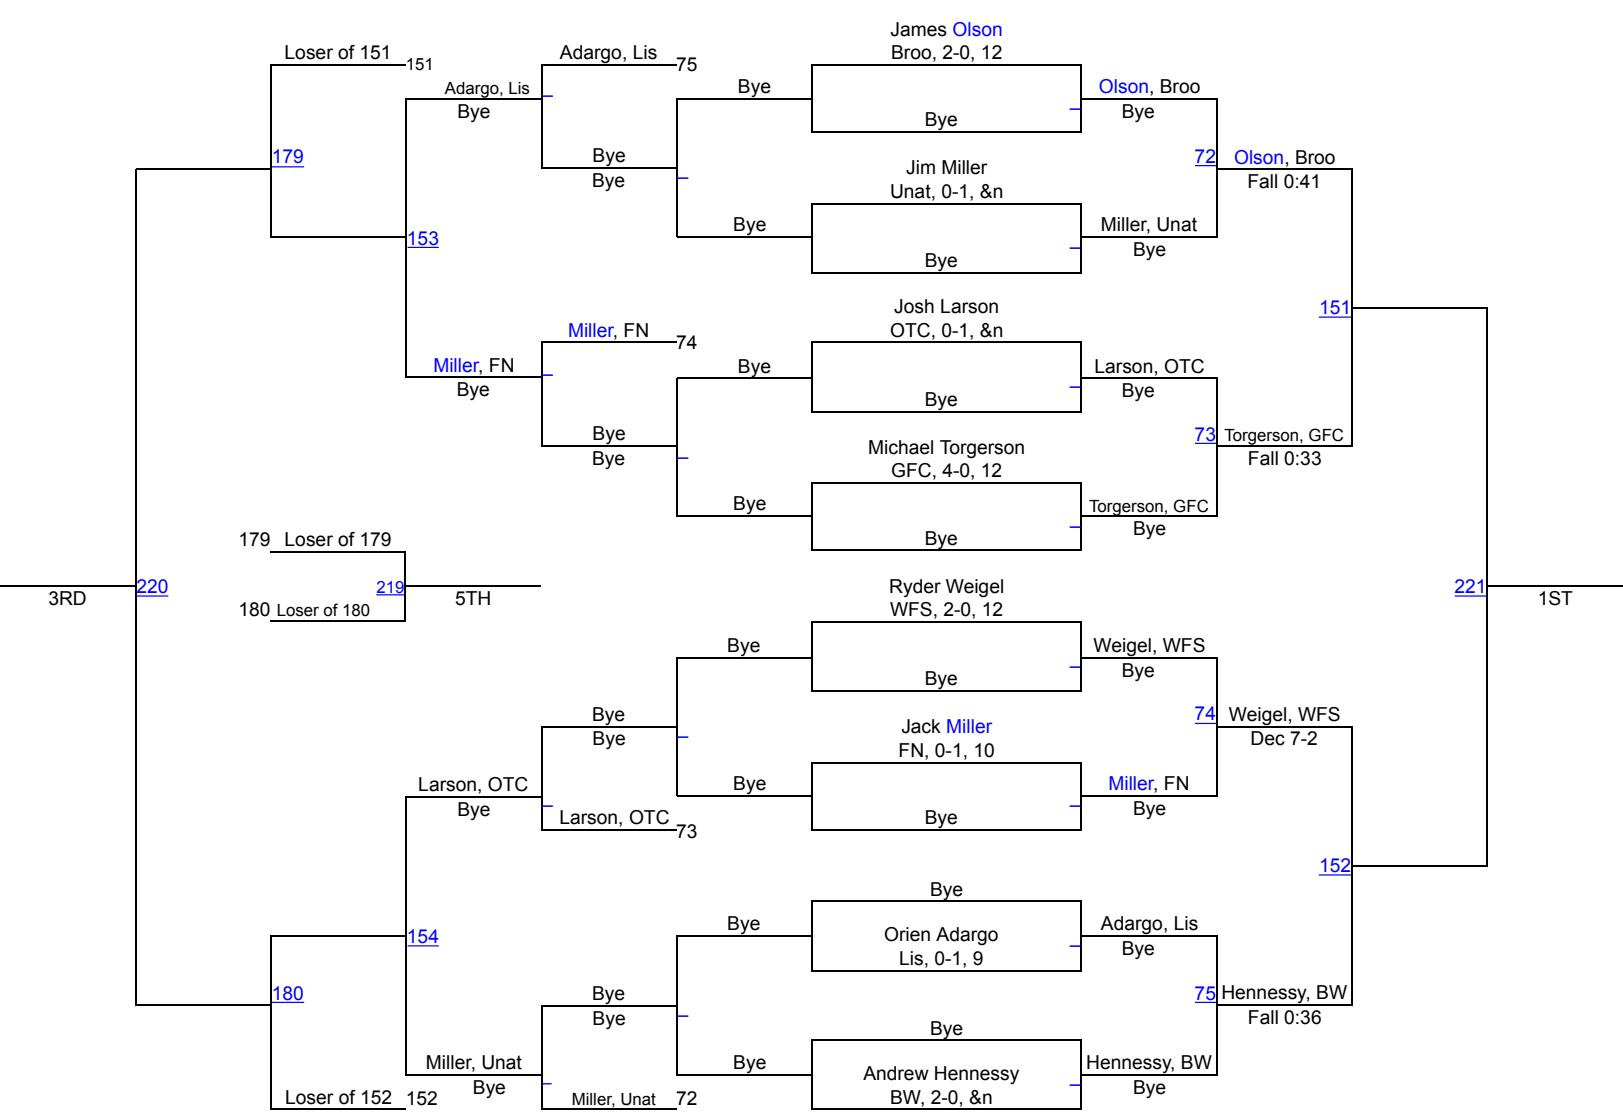 James Olson
Broo, 2-0, 12
Loser of 151
151
Adargo, Lis
75
Adargo, Lis
Bye
Bye
Olson, Broo
Bye
Bye
179
Bye
Bye
Jim Miller
Unat, 0-1, &n
72
Olson, Broo
Fall 0:41
153
Bye
Miller, Unat
Bye
Bye
Josh Larson
OTC, 0-1, &n
151
Miller, FN
74
Miller, FN
Bye
Bye
Larson, OTC
Bye
Bye
Bye
Bye
Michael Torgerson
GFC, 4-0, 12
73
Torgerson, GFC
Fall 0:33
Bye
Torgerson, GFC
Bye
Bye
179
Loser of 179
3RD
220
219
5TH
180
Loser of 180
Ryder Weigel
WFS, 2-0, 12
221
1ST
Bye
Weigel, WFS
Bye
Bye
Bye
Bye
Jack Miller
FN, 0-1, 10
74
Weigel, WFS
Dec 7-2
Larson, OTC
Bye
Bye
Miller, FN
Bye
Larson, OTC
73
Bye
152
Bye
Bye
Orien Adargo
Lis, 0-1, 9
Adargo, Lis
Bye
154
180
Bye
Bye
75
Hennessy, BW
Fall 0:36
Bye
Miller, Unat
Bye
Bye
Andrew Hennessy
BW, 2-0, &n
Hennessy, BW
Bye
Loser of 152
152
Miller, Unat
72